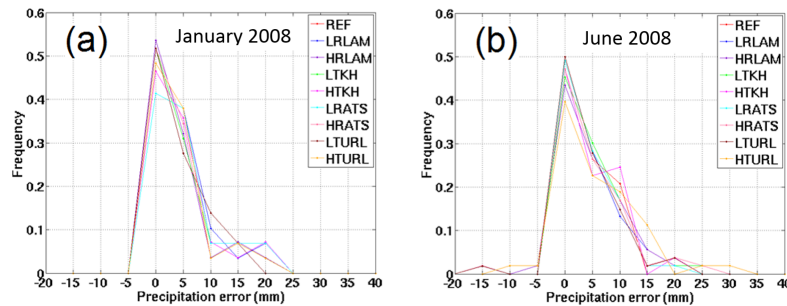 (a) January 2008
Frequency
0.6
0.5
0.4
0.3
0.2
0.1
0
-20 -15 -10 -5 0 5 10 15 20 25 30 35 40
Precipitation error (mm)
REF
LRLAM
HRLAM
LTKH
HTKH
LRATS
HRATS
LTURL
HTURL
(b) June 2008
Frequency
0.6
0.5
0.4
0.3
0.2
0.1
0
-20 -15 -10 -5 0 5 10 15 20 25 30 35 40
Precipitation error (mm)
REF
LRLAM
HRLAM
LTKH
HTKH
LRATS
HRATS
LTURL
HTURL